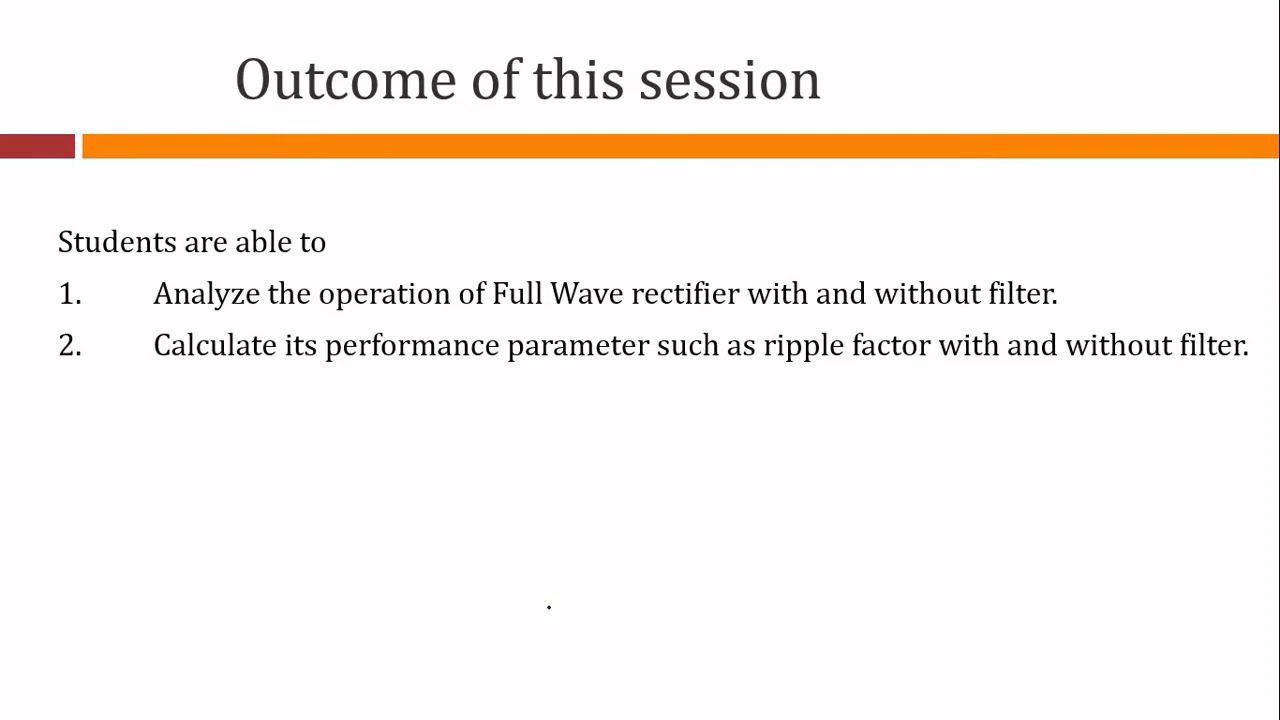 Outcome of this session
Students are able to
1. Analyze the operation of Full Wave rectifier with and without filter.
2. Calculate its performance parameter such as ripple factor with and without filter.